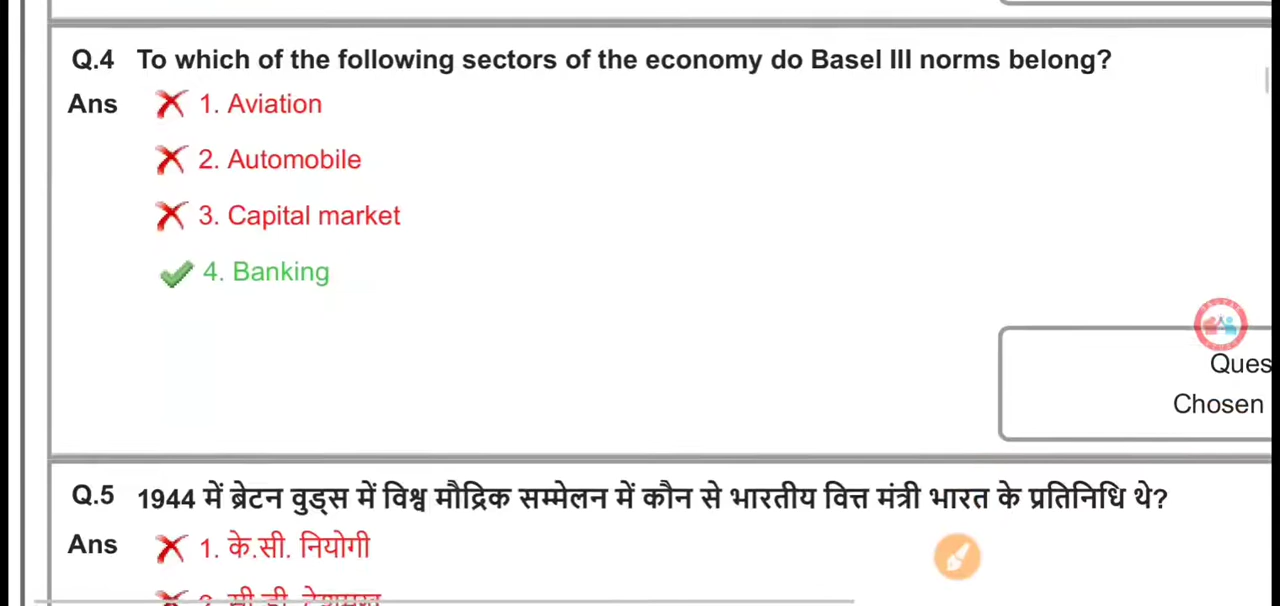 Q.4 To which of the following sectors of the economy do Basel III norms belong?
Ans 1. Aviation
2. Automobile
3. Capital market
4. Banking
Ques
Chosen
Q.5 1944 में ब्रेटन वुड्स में विश्व मौद्रिक सम्मेलन में कौन से भारतीय वित्त मंत्री भारत के प्रतिनिधि थे?
Ans 1. के.सी. नियोगी